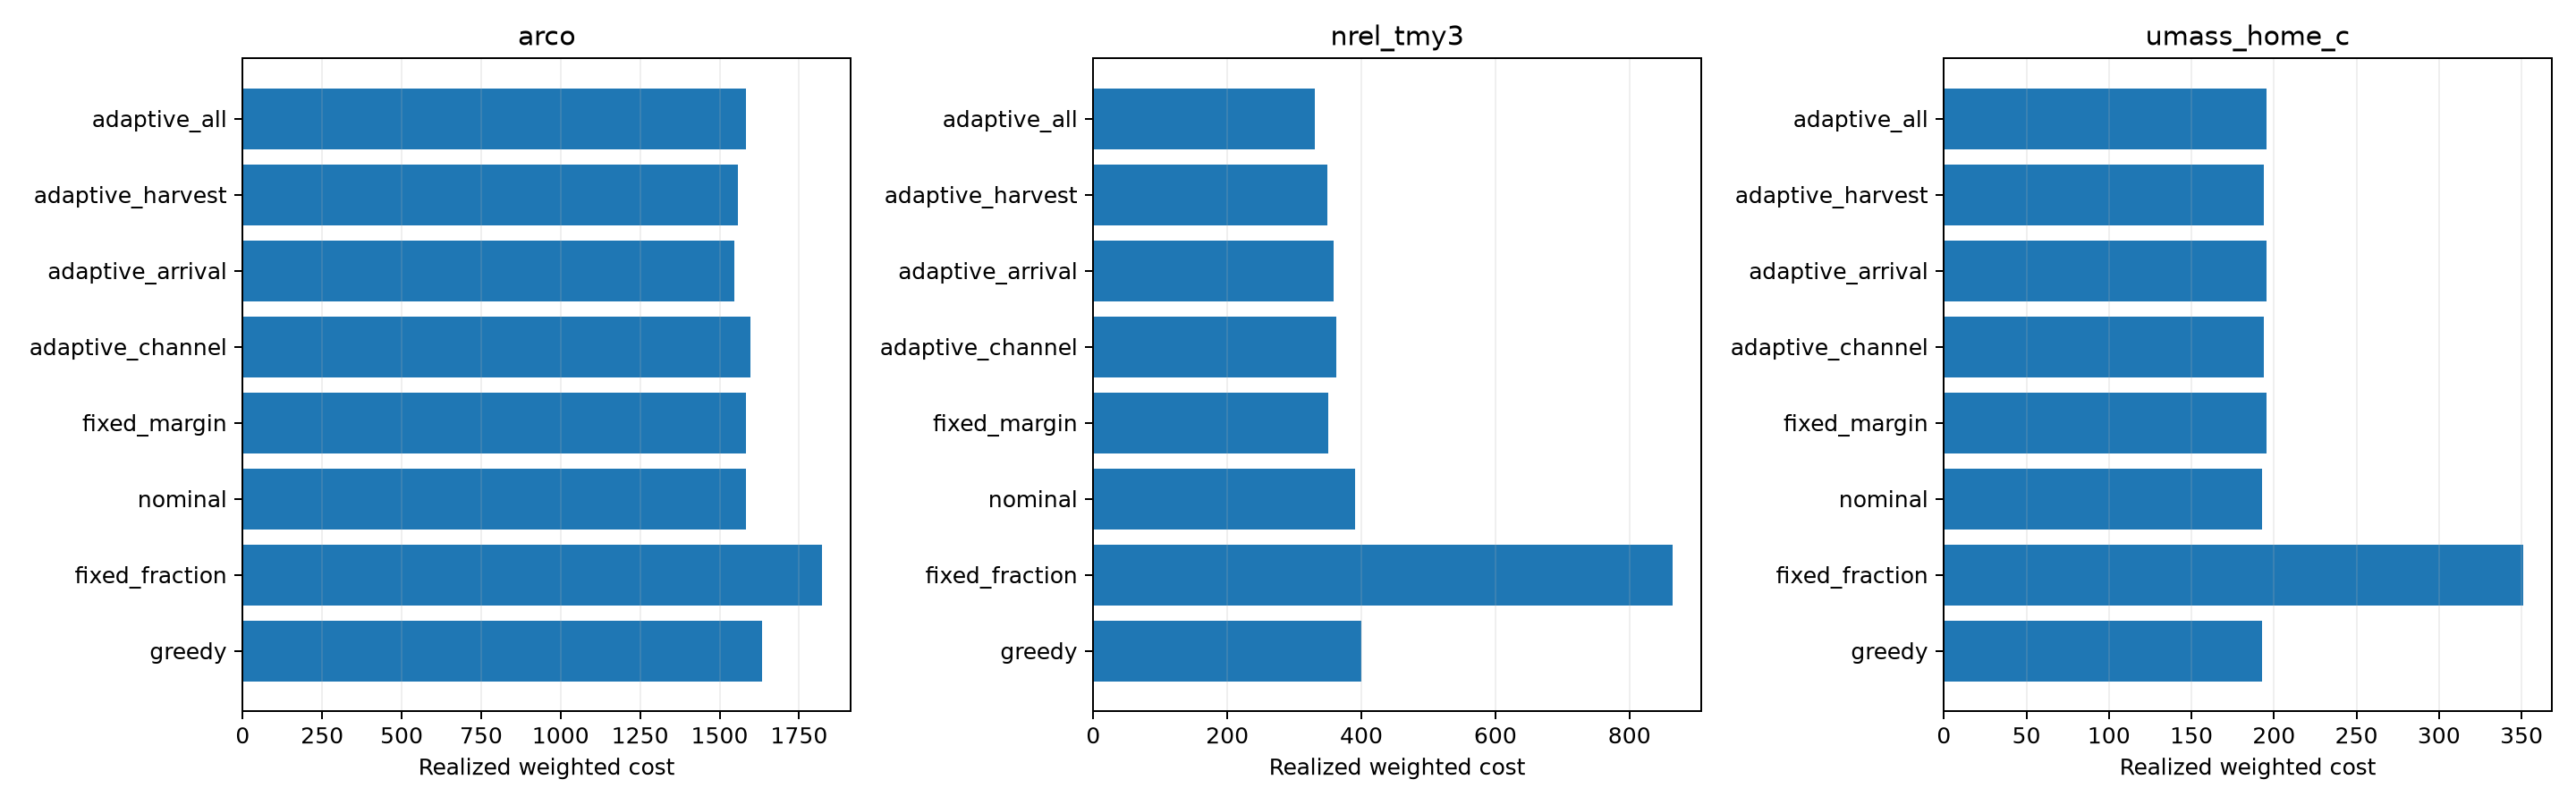 arco
adaptive_all
adaptive_harvest
adaptive_arrival
adaptive_channel
fixed_margin
nominal
fixed_fraction
greedy
0 250 500 750 1000 1250 1500 1750
Realized weighted cost
nrel_tmy3
adaptive_all
adaptive_harvest
adaptive_arrival
adaptive_channel
fixed_margin
nominal
fixed_fraction
greedy
0 200 400 600 800
Realized weighted cost
umass_home_c
adaptive_all
adaptive_harvest
adaptive_arrival
adaptive_channel
fixed_margin
nominal
fixed_fraction
greedy
0 50 100 150 200 250 300 350
Realized weighted cost